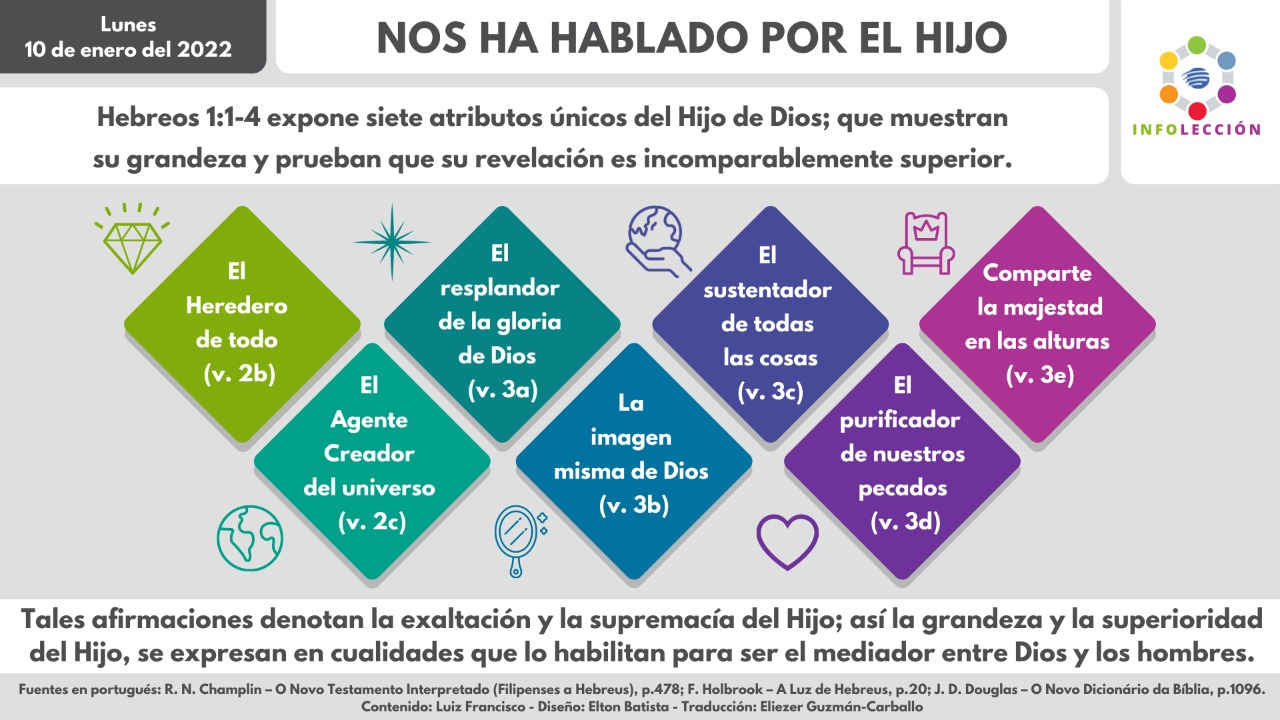 Lunes
10 de enero del 2022
NOS HA HABLADO POR EL HIJO
INFOLECCIÓN
Hebreos 1:1-4 expone siete atributos únicos del Hijo de Dios; que muestran
su grandeza y prueban que su revelación es incomparablemente superior.
El
Heredero
de todo
(v. 2b)
El
Agente
Creador
del universo
(v. 2c)
El
resplandor
de la gloria
de Dios
(v. 3a)
La
imagen
misma de Dios
(v. 3b)
El
sustentador
de todas
las cosas
(v. 3c)
El
purificador
de nuestros
pecados
(v. 3d)
Comparte
la majestad
en las alturas
(v. 3e)
Tales afirmaciones denotan la exaltación y la supremacía del Hijo; así la grandeza y la superioridad
del Hijo, se expresan en cualidades que lo habilitan para ser el mediador entre Dios y los hombres.
Fuentes en portugués: R. N. Champlin – O Novo Testamento Interpretado (Filipenses a Hebreus), p.478; F. Holbrook – A Luz de Hebreus, p.20; J. D. Douglas – O Novo Dicionário da Bíblia, p.1096.
Contenido: Luiz Francisco - Diseño: Elton Batista - Traducción: Eliezer Guzmán-Carballo